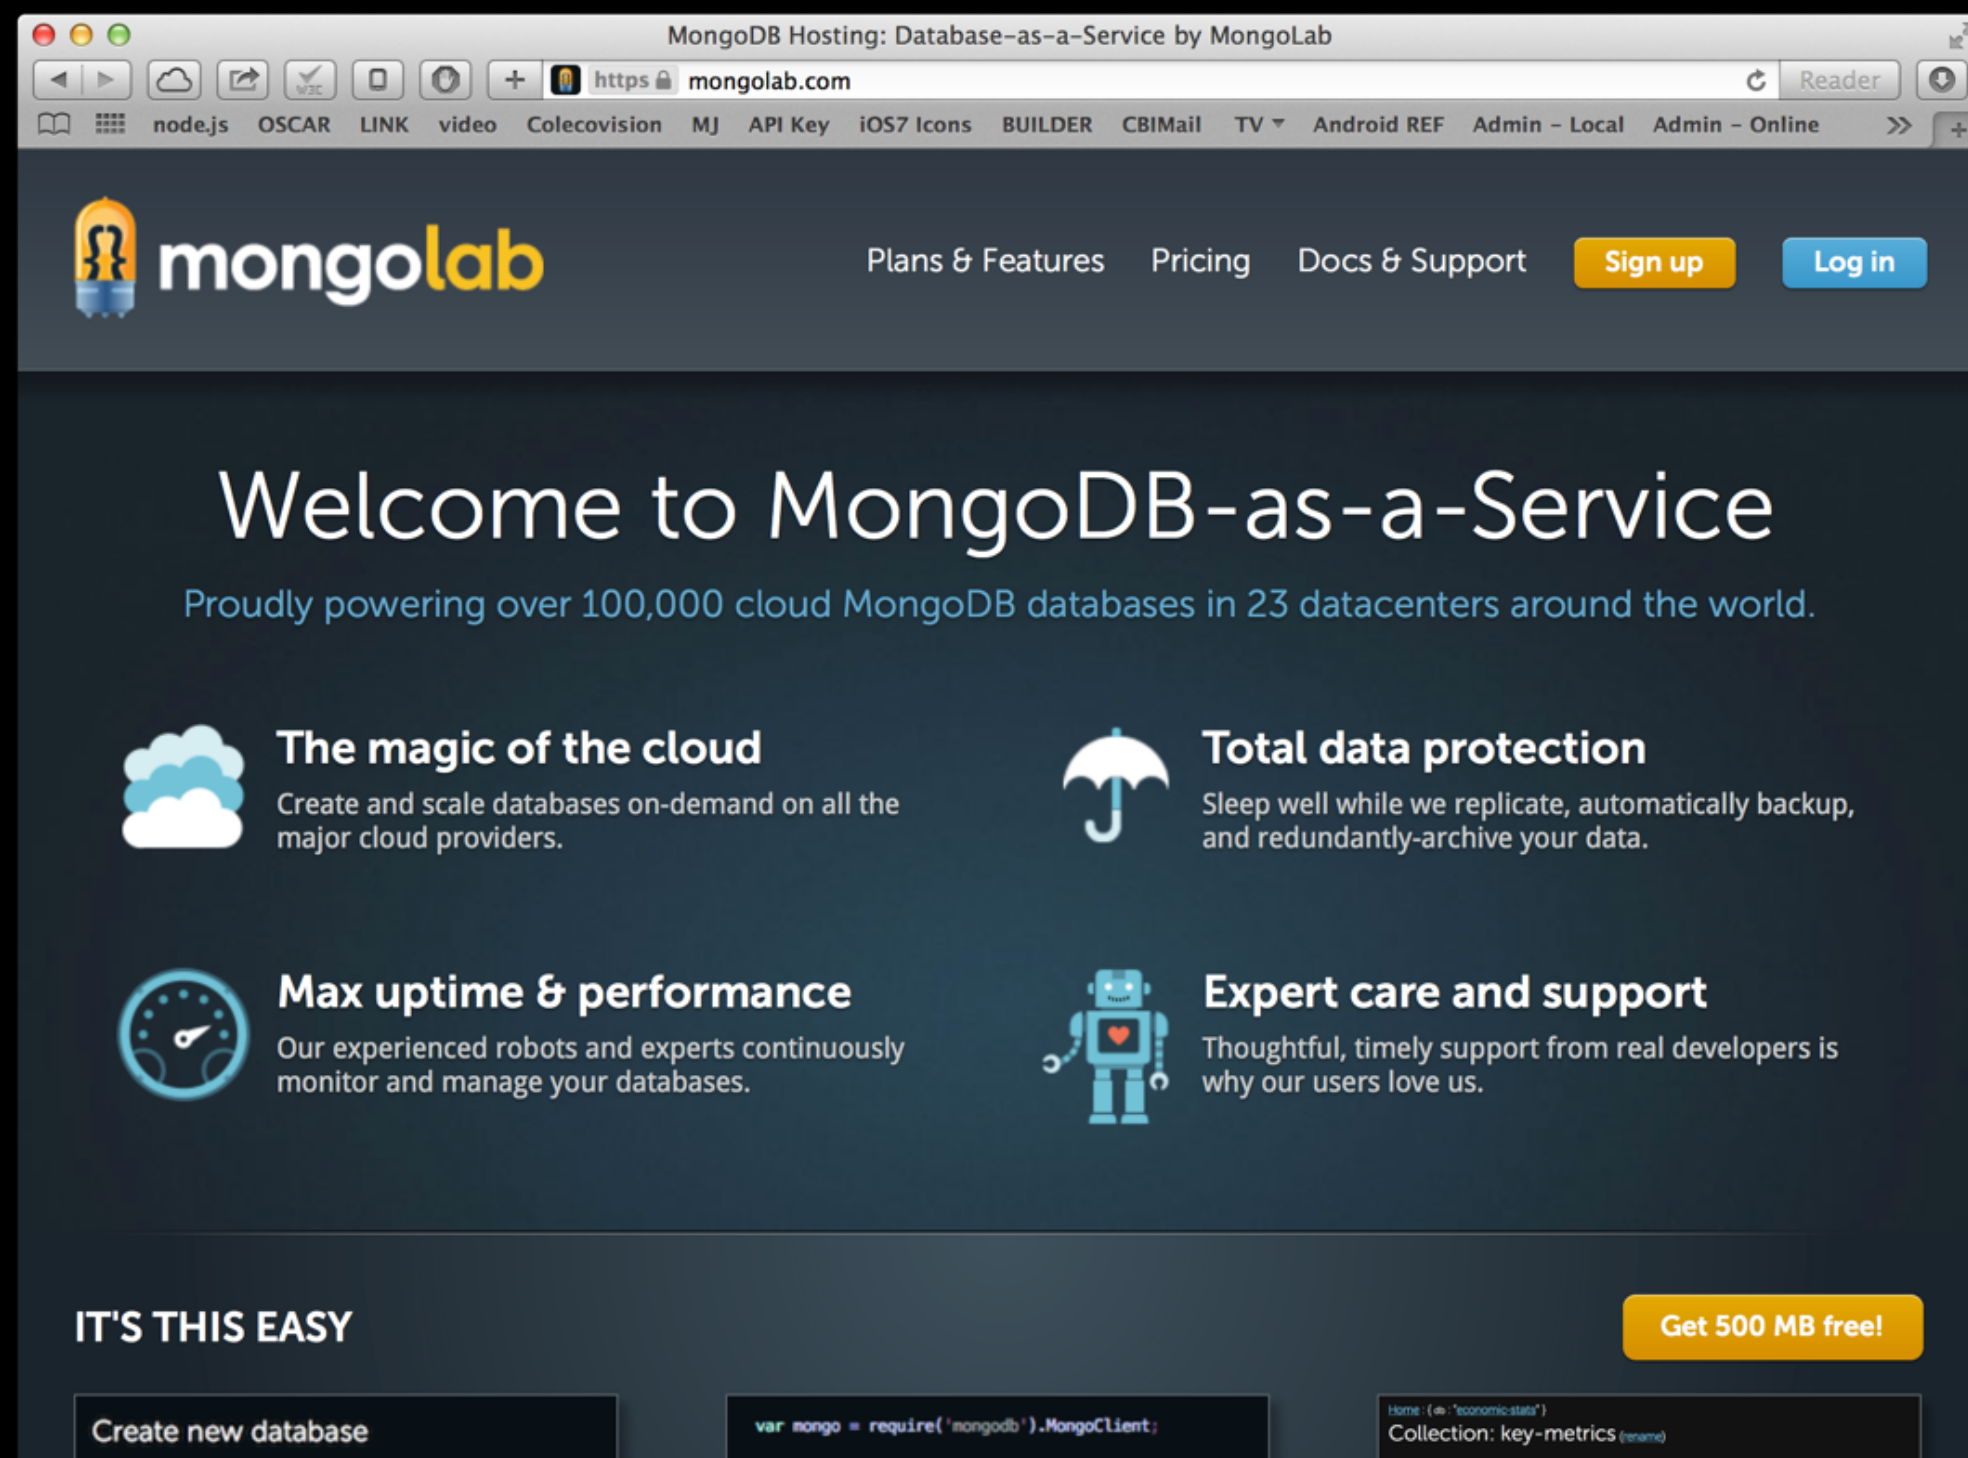 MongoDB Hosting: Database-as-a-Service by MongoLab
W3C
https mongolab.com
Reader
node.js OSCAR LINK video Colecovision MJ API Key iOS7 Icons BUILDER CBIMail TV Android REF Admin – Local Admin – Online
mongolab
Plans & Features Pricing Docs & Support Sign up Log in
Welcome to MongoDB-as-a-Service
Proudly powering over 100,000 cloud MongoDB databases in 23 datacenters around the world.
The magic of the cloud
Create and scale databases on-demand on all the
major cloud providers.
Total data protection
Sleep well while we replicate, automatically backup,
and redundantly-archive your data.
Max uptime & performance
Our experienced robots and experts continuously
monitor and manage your databases.
Expert care and support
Thoughtful, timely support from real developers is
why our users love us.
IT'S THIS EASY
Get 500 MB free!
Create new database
var mongo = require('mongodb').MongoClient;
Home : { db : "economic-stats" }
Collection: key-metrics (rename)